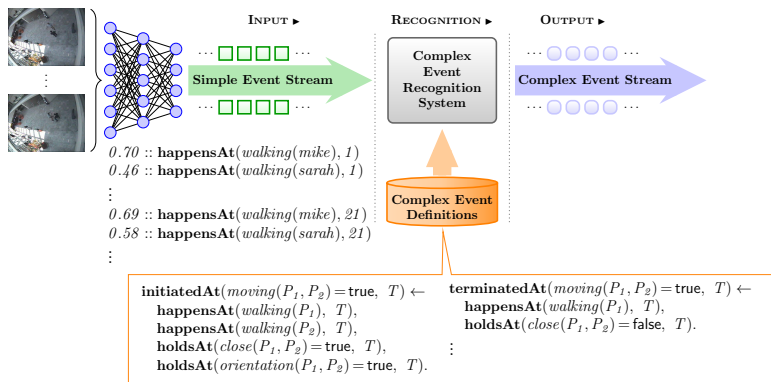 INPUT ▸
RECOGNITION ▸
OUTPUT ▸
··· ···
Simple Event Stream
··· ···
Complex
Event
Recognition
System
··· ···
Complex Event Stream
··· ···
⋮
0.70 :: happensAt(walking(mike), 1)
0.46 :: happensAt(walking(sarah), 1)
⋮
0.69 :: happensAt(walking(mike), 21)
0.58 :: happensAt(walking(sarah), 21)
⋮
Complex Event
Definitions
initiatedAt(moving(P₁, P₂) = true, T) ←
happensAt(walking(P₁), T),
happensAt(walking(P₂), T),
holdsAt(close(P₁, P₂) = true, T),
holdsAt(orientation(P₁, P₂) = true, T).
terminatedAt(moving(P₁, P₂) = true, T) ←
happensAt(walking(P₁), T),
holdsAt(close(P₁, P₂) = false, T).
⋮